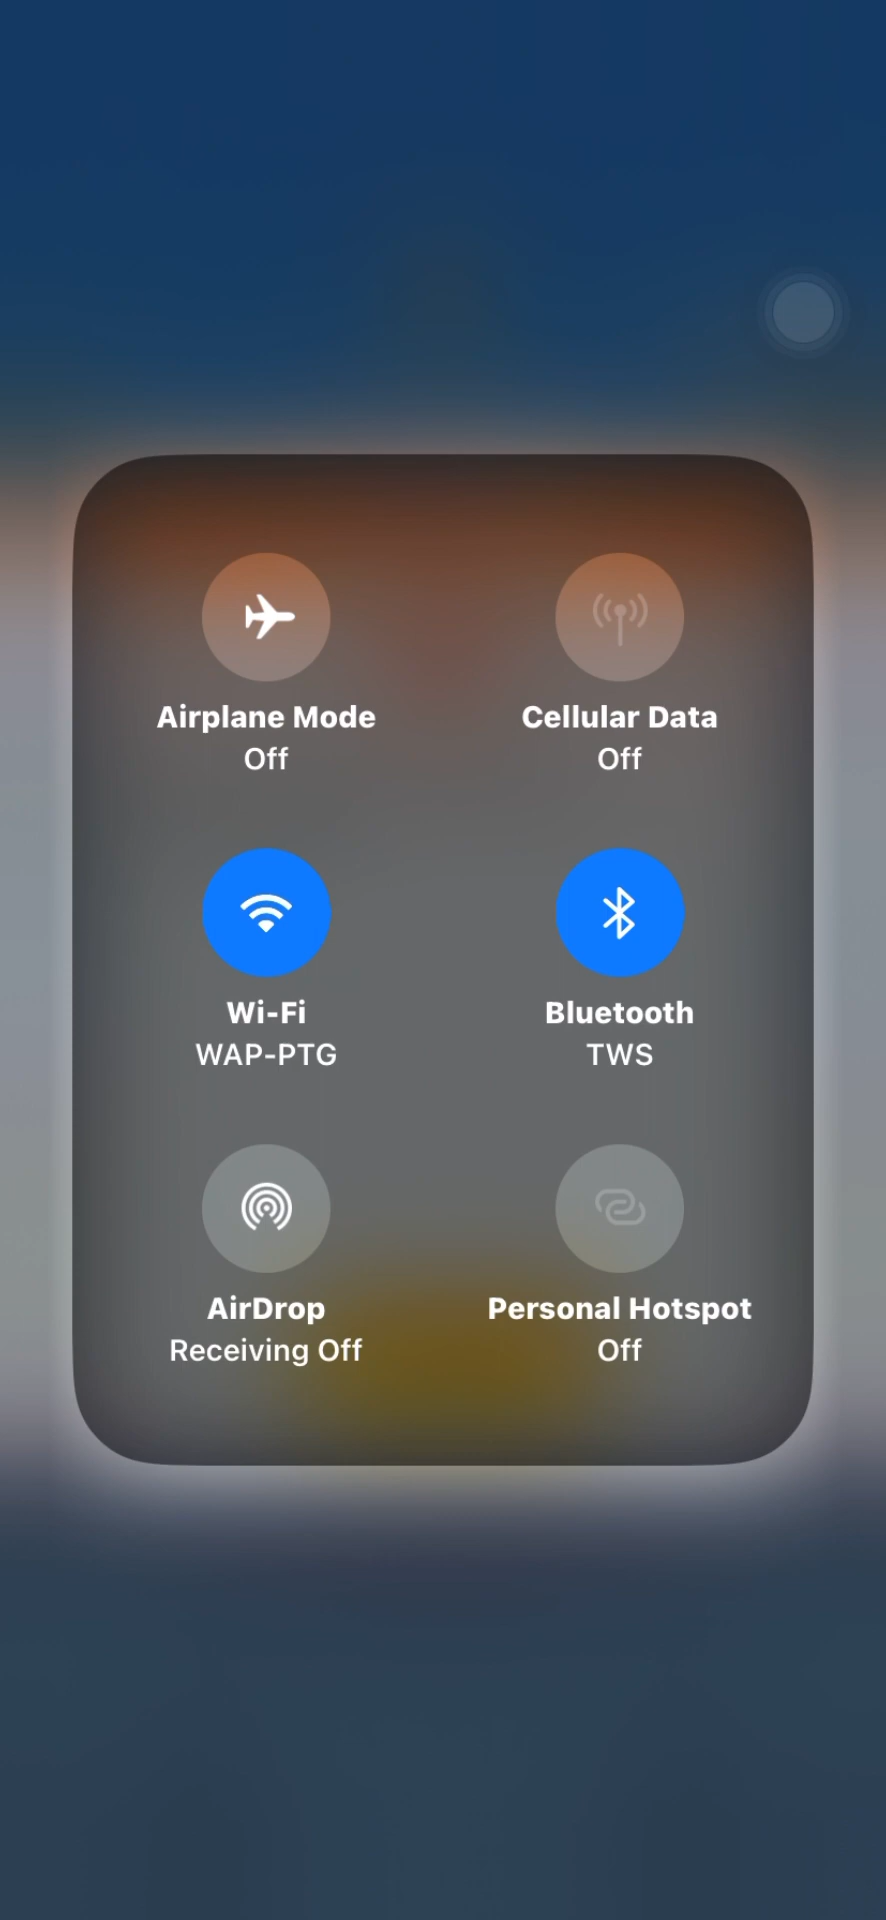 Airplane Mode
Off
Cellular Data
Off
Wi-Fi
WAP-PTG
Bluetooth
TWS
AirDrop
Receiving Off
Personal Hotspot
Off